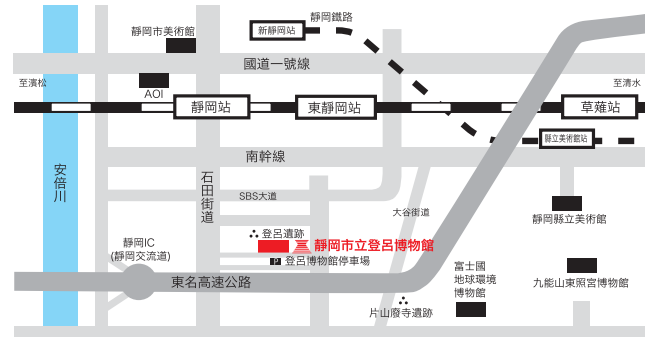 靜岡鐵路
靜岡市美術館
新靜岡站
國道一號線
至濱松
至清水
AOI
靜岡站
東靜岡站
草薙站
縣立美術館站
南幹線
安倍川
石田街道
SBS大道
大谷街道
靜岡縣立美術館
登呂遺跡
靜岡市立登呂博物館
靜岡IC
(靜岡交流道)
P 登呂博物館停車場
富士國
地球環境
博物館
東名高速公路
九能山東照宮博物館
片山廢寺遺跡